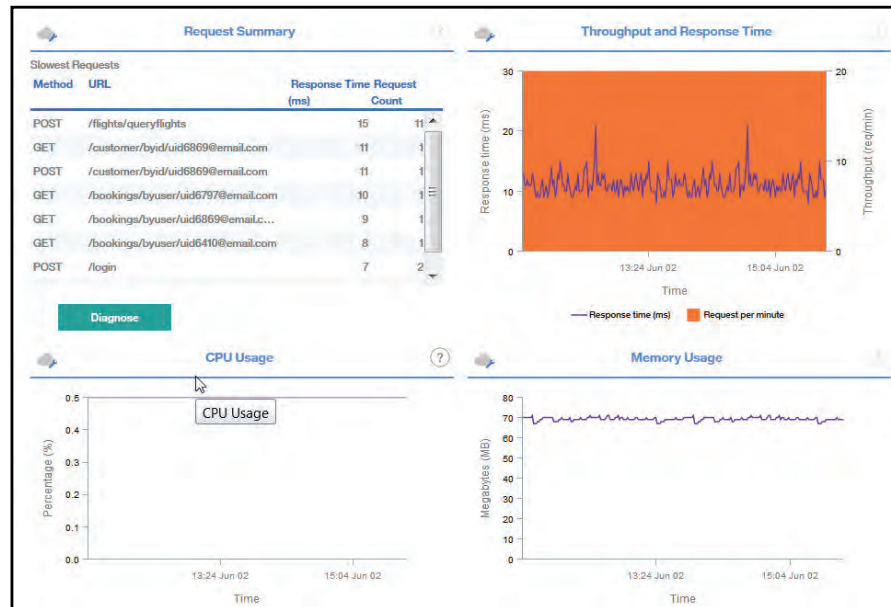 Request Summary
?
Slowest Requests
Method URL Response Time Request
(ms) Count
POST /flights/queryflights 15 11
GET /customer/byid/uid6869@email.com 11 1
POST /customer/byid/uid6869@email.com 11 1
GET /bookings/byuser/uid6797@email.com 10 1
GET /bookings/byuser/uid6869@email.c... 9 1
GET /bookings/byuser/uid6410@email.com 8 1
POST /login 7 2
Diagnose
Throughput and Response Time
30
20
10
0
Response time (ms)
20
10
0
Throughput (req/min)
13:24 Jun 02
15:04 Jun 02
Time
Response time (ms) Request per minute
CPU Usage
?
CPU Usage
0.5
0.4
0.3
0.2
0.1
0.0
Percentage (%)
13:24 Jun 02
15:04 Jun 02
Time
Memory Usage
80
70
60
50
40
30
20
10
0
Megabytes (MB)
13:24 Jun 02
15:04 Jun 02
Time